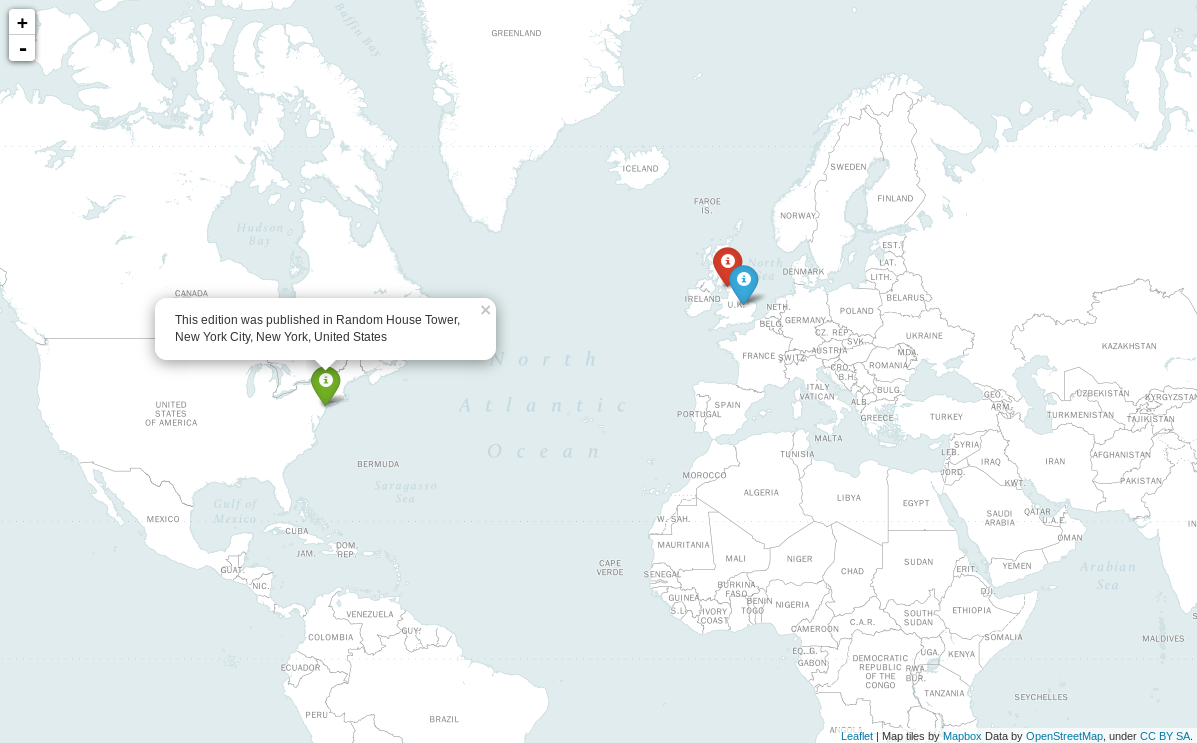 +
-
Baffin Bay
GREENLAND
ICELAND
SWEDEN
FINLAND
FAROE
IS.
NORWAY
Hudson
Bay
EST.
LAT.
North
Sea
DENMARK
LITH.
CANADA
BELARUS
IRELAND
U.K.
NETH.
POLAND
This edition was published in Random House Tower,
New York City, New York, United States
×
BELG.
GERMANY
CZ. REP.
UKRAINE
SVK.
KAZAKHSTAN
FRANCE
SWITZ.
AUSTRIA
MDA.
CRO.
ROMANIA
B.H.
North
Atlantic
Ocean
ITALY
VATICAN
BULG.
GEO.
UZBEKISTAN
KYRGYZSTAN
UNITED
STATES
OF AMERICA
SPAIN
PORTUGAL
ALB.
GREECE
TURKEY
ARM.
TURKMENISTAN
TAJIKISTAN
MALTA
SYRIA
LEB.
TUNISIA
AFGHANISTAN
BERMUDA
IRAQ
IRAN
MOROCCO
JORD.
Saragasso
Sea
KWT.
PAKISTAN
ALGERIA
LIBYA
EGYPT
Gulf of
Mexico
SAUDI
ARABIA
QATAR
U.A.E.
MEXICO
W. SAH.
IN
CUBA
OMAN
JAM.
DOM.
REP.
MAURITANIA
MALI
NIGER
SUDAN
CAPE
VERDE
CHAD
ERIT.
YEMEN
Arabian
Sea
GUAT.
SENEGAL
NIC.
BURKINA
FASO
DJI.
GUINEA
BENIN
NIGERIA
VENEZUELA
S.L.
IVORY
COAST
TOGO
ETHIOPIA
SOUTH
SUDAN
C.A.R.
CAMEROON
COLOMBIA
GUY.
SOMALIA
MALDIVES
EQ. G.
UGA.
KENYA
GABON
DEMOCRATIC
REPUBLIC
OF THE
CONGO
RWA.
BUR.
ECUADOR
TANZANIA
SEYCHELLES
PERU
BRAZIL
ANGOLA
Leaflet | Map tiles by Mapbox Data by OpenStreetMap, under CC BY SA.